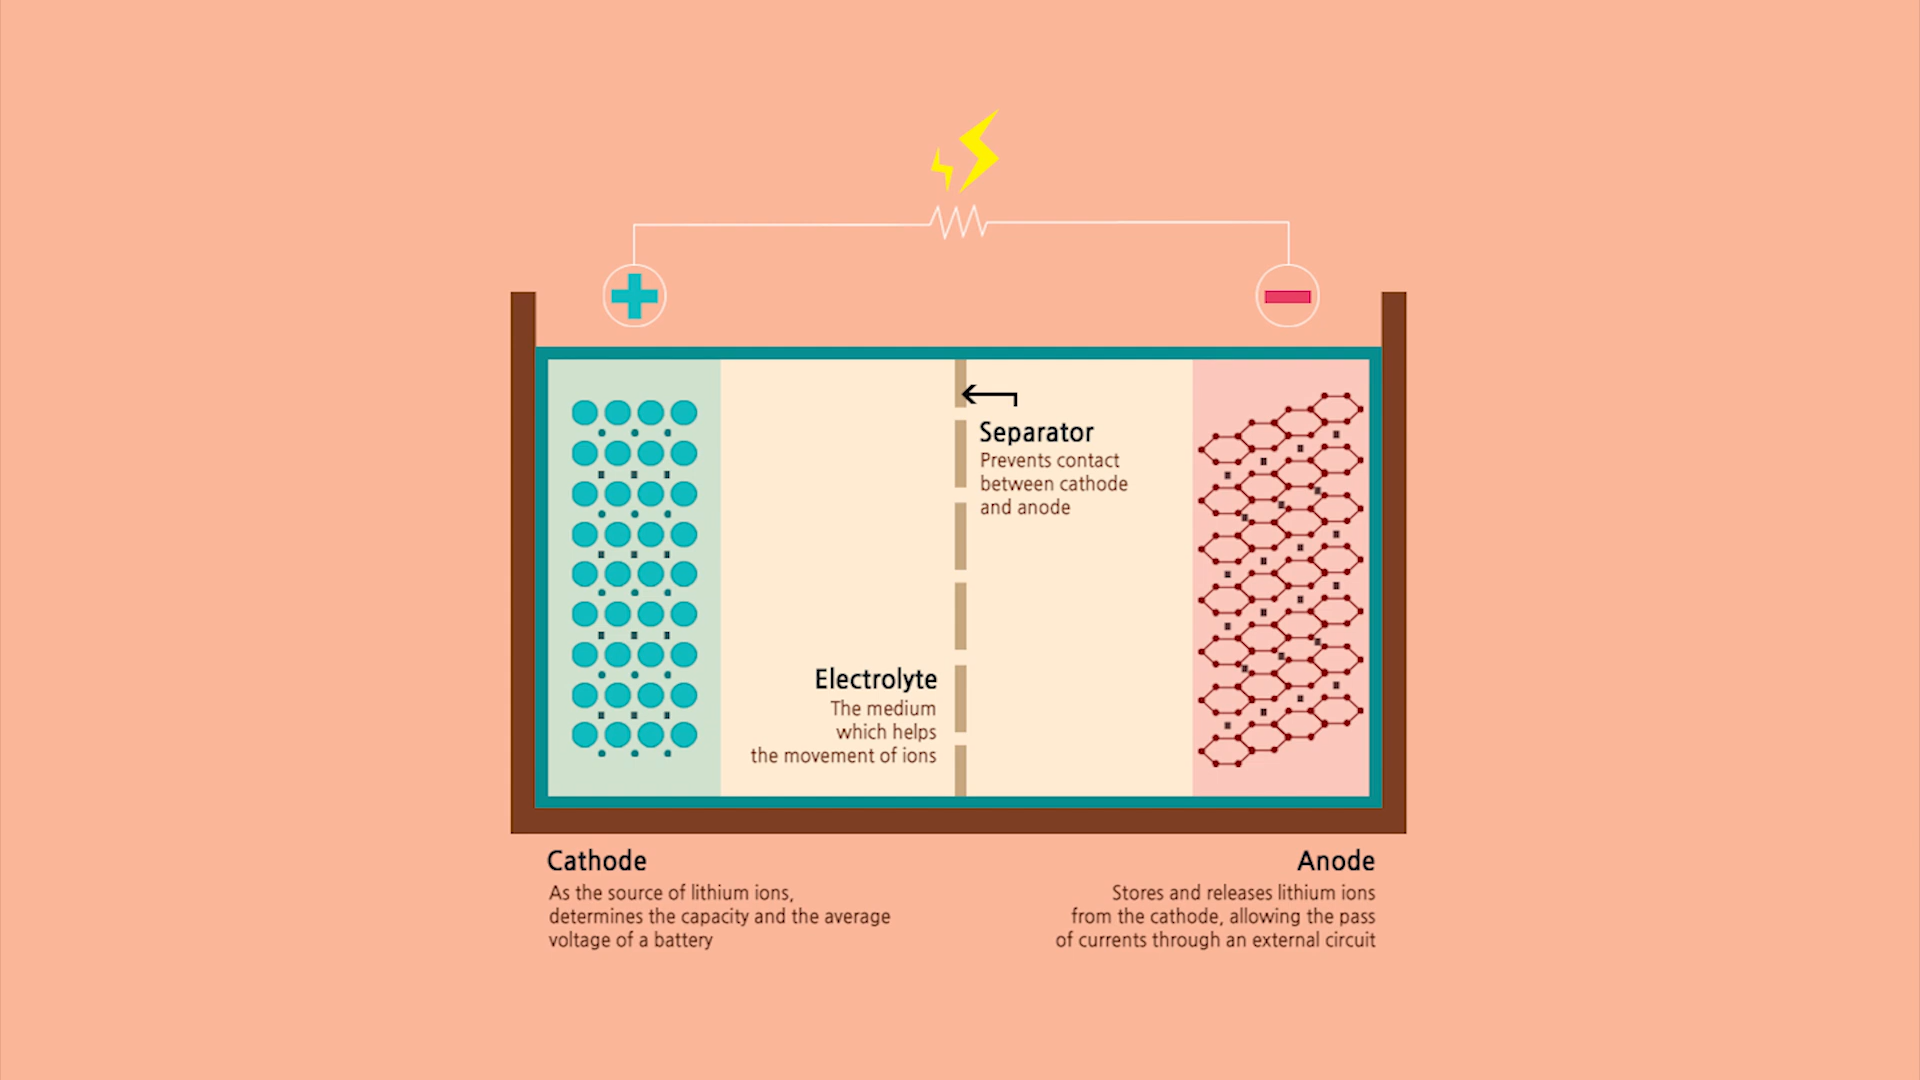 Separator
Prevents contact
between cathode
and anode
Electrolyte
The medium
which helps
the movement of ions
Cathode
As the source of lithium ions,
determines the capacity and the average
voltage of a battery
Anode
Stores and releases lithium ions
from the cathode, allowing the pass
of currents through an external circuit